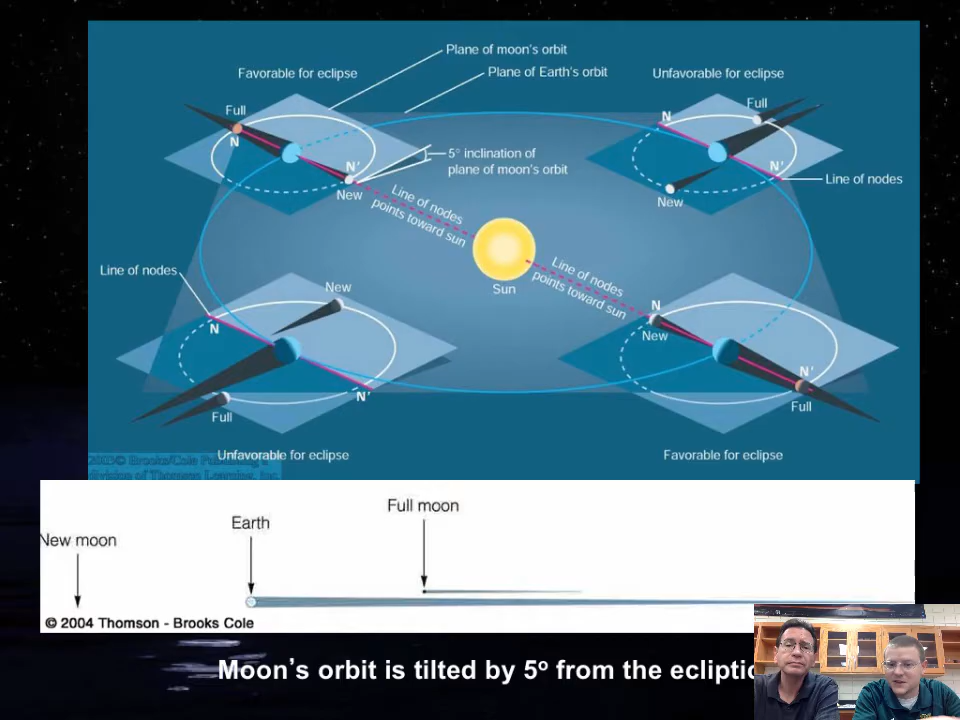 Plane of moon's orbit
Plane of Earth's orbit
Favorable for eclipse
Unfavorable for eclipse
Full
N
N'
New
5° inclination of
plane of moon's orbit
Line of nodes
points toward sun
Full
N
N'
New
Line of nodes
Sun
Line of nodes
points toward sun
Line of nodes
New
N
N'
Full
N
New
N'
Full
Unfavorable for eclipse
Favorable for eclipse
2003© Brooks/Cole Publishing a
division of Thomson Learning, Inc.
New moon
Earth
Full moon
© 2004 Thomson - Brooks Cole
Moon's orbit is tilted by 5o from the ecliptic